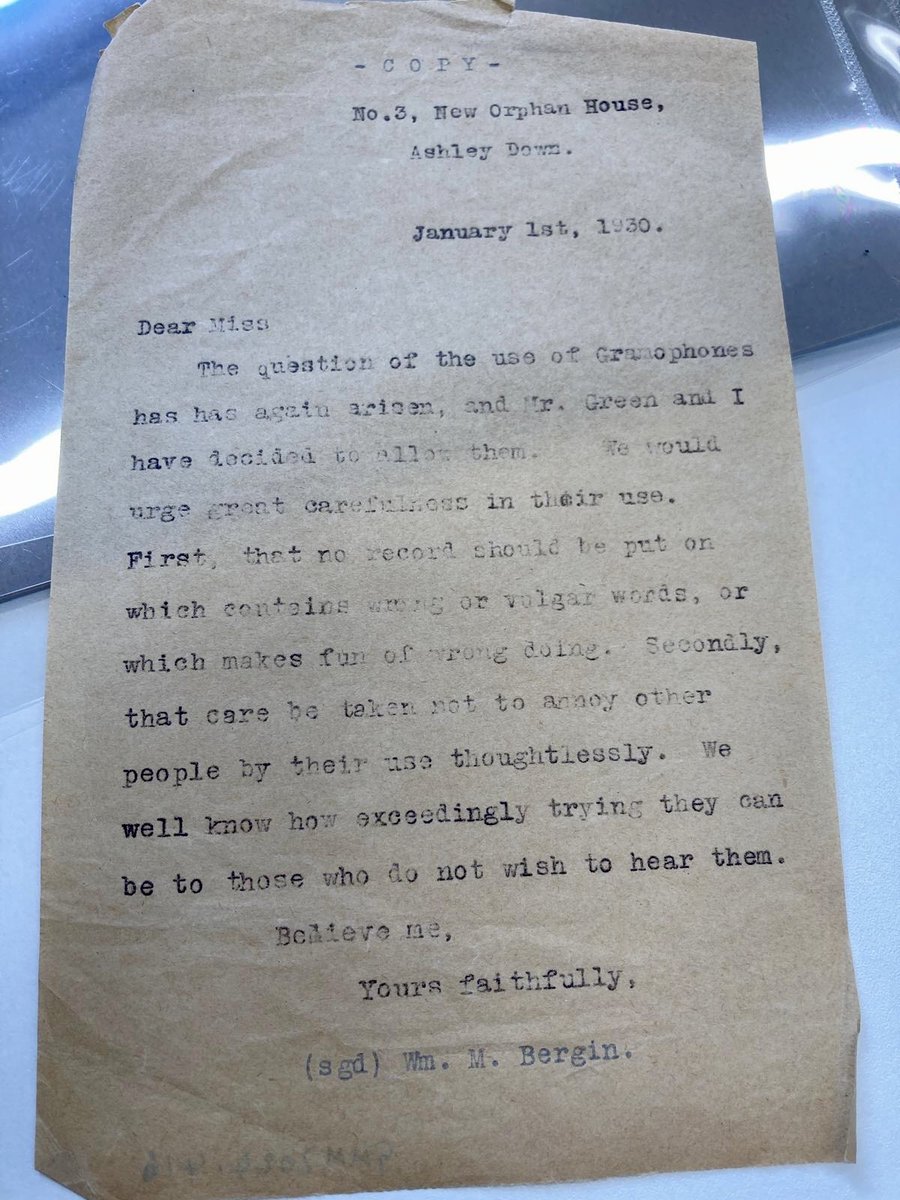 - C O P Y -
No.3, New Orphan House,
Ashley Down.
January 1st, 1930.
Dear Miss
The question of the use of Gramophones
has has again arisen, and Mr. Green and I
have decided to allow them. We would
urge great carefulness in their use.
First, that no record should be put on
which contains wrong or vulgar words, or
which makes fun of wrong doing. Secondly,
that care be taken not to annoy other
people by their use thoughtlessly. We
well know how exceedingly trying they can
be to those who do not wish to hear them.
Believe me,
Yours faithfully,
(sgd) Wm. M. Bergin.